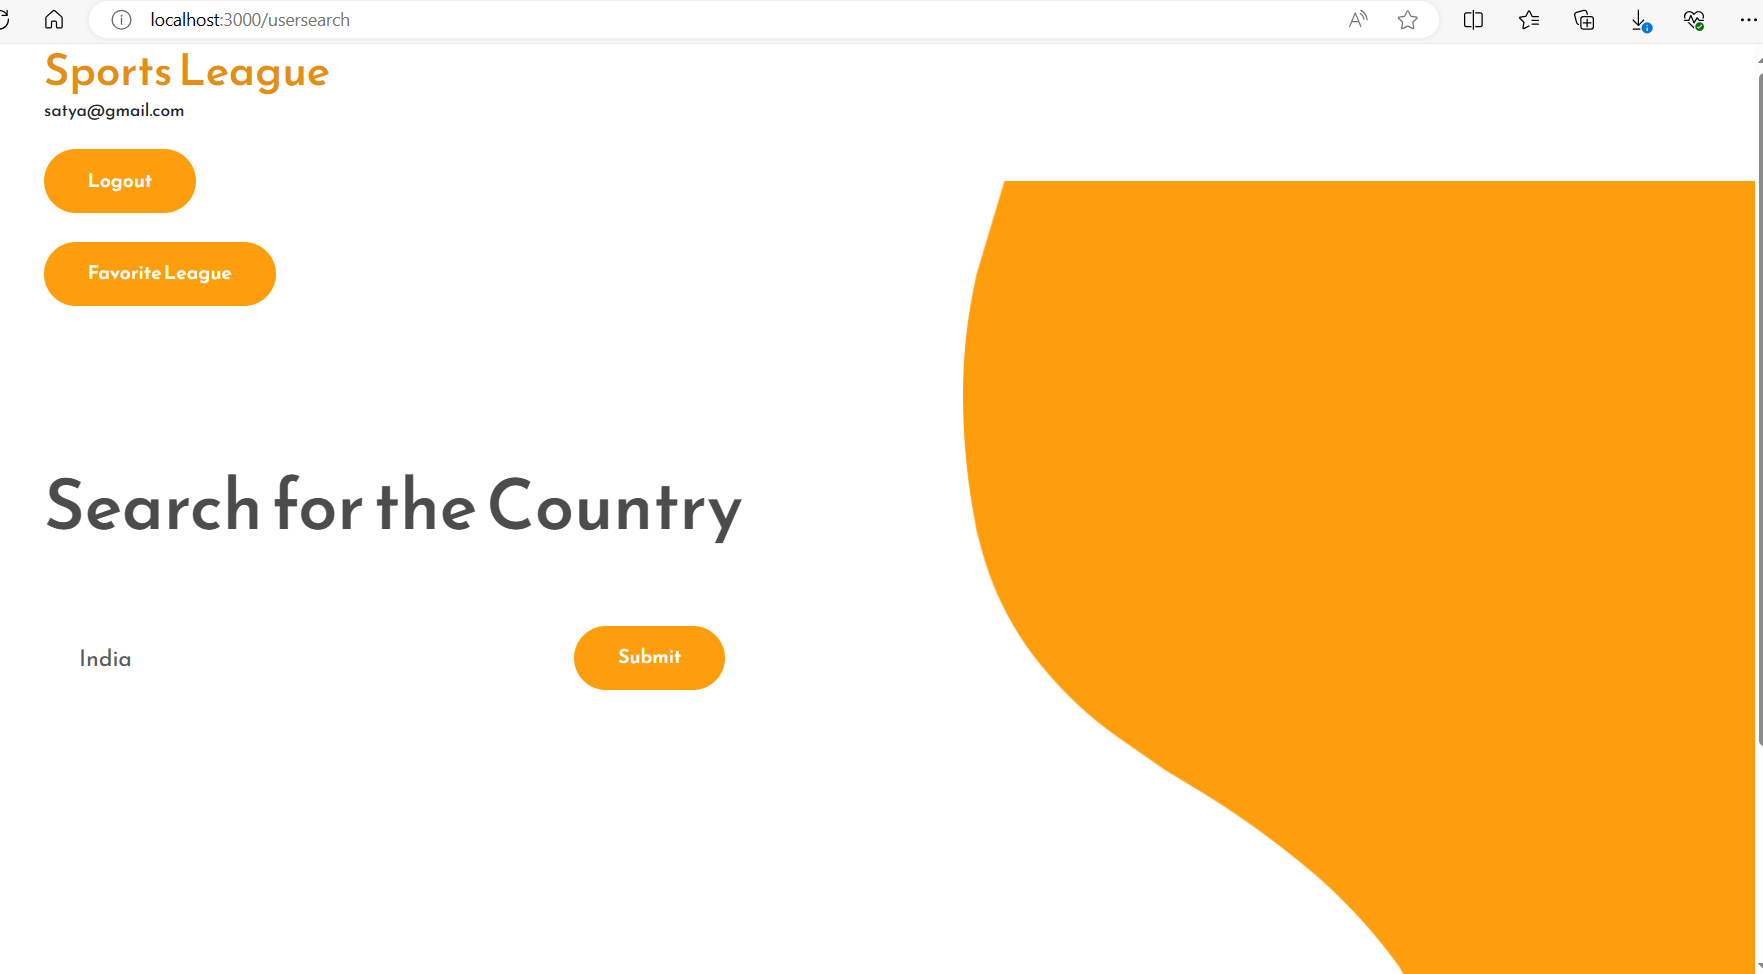 localhost:3000/usersearch
Sports League
satya@gmail.com
Logout
Favorite League
Search for the Country
India
Submit